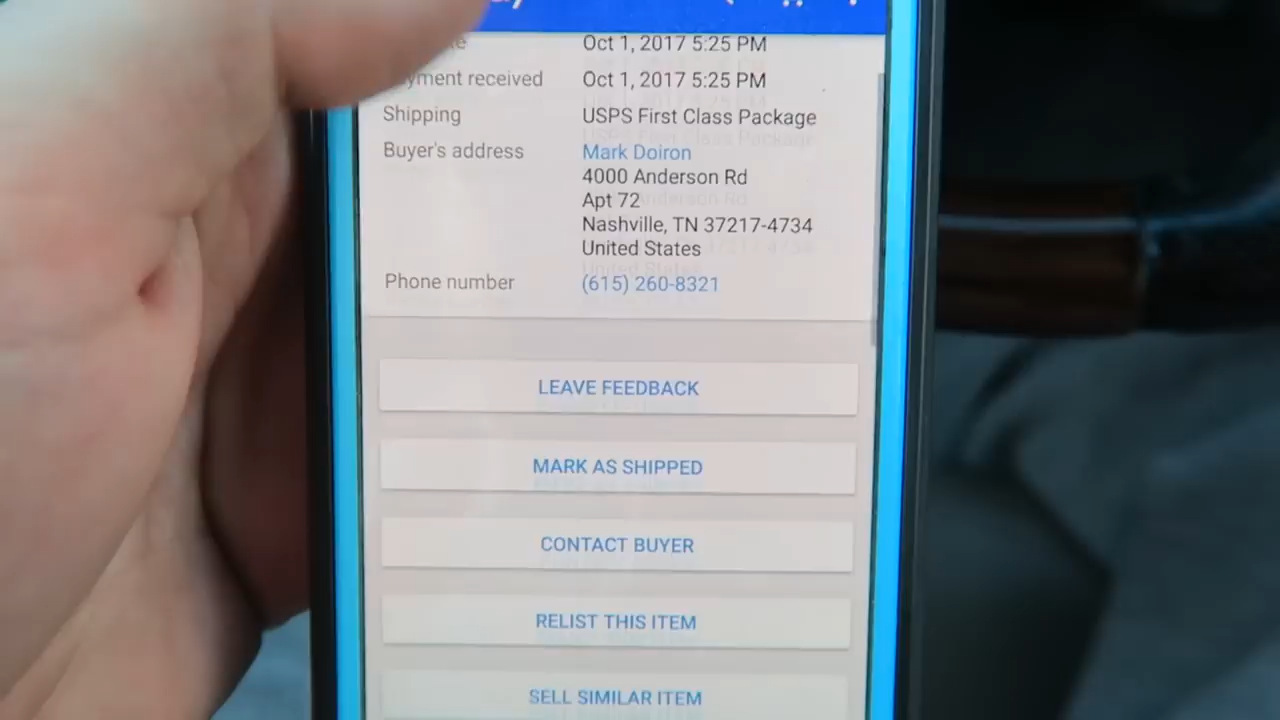 Oct 1, 2017 5:25 PM
Payment received Oct 1, 2017 5:25 PM
Shipping USPS First Class Package
Buyer's address Mark Doiron
4000 Anderson Rd
Apt 72
Nashville, TN 37217-4734
United States
Phone number (615) 260-8321
LEAVE FEEDBACK
MARK AS SHIPPED
CONTACT BUYER
RELIST THIS ITEM
SELL SIMILAR ITEM